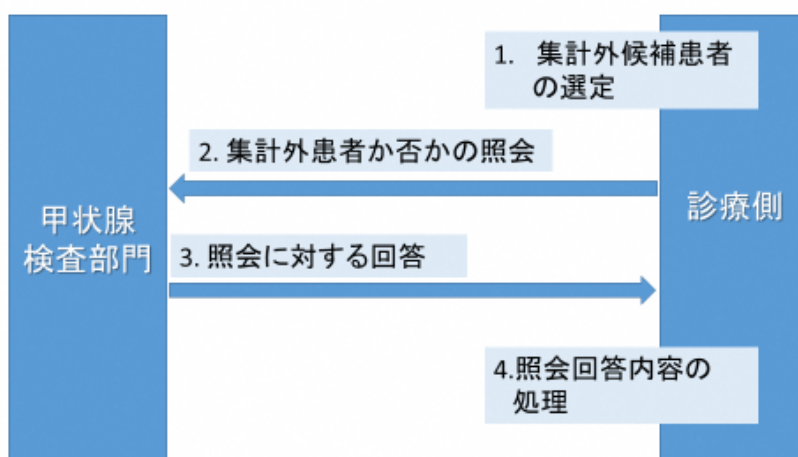 1. 集計外候補患者
の選定
2. 集計外患者か否かの照会
甲状腺
検査部門
診療側
3. 照会に対する回答
4.照会回答内容の
処理